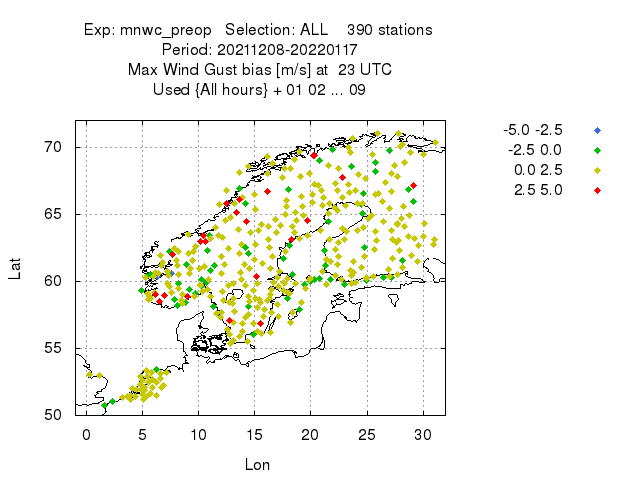 Exp: mnwc_preop   Selection: ALL    390 stations
Period: 20211208-20220117
Max Wind Gust bias [m/s] at  23 UTC
Used {All hours} + 01 02 ... 09
-5.0 -2.5
-2.5 0.0
0.0 2.5
2.5 5.0
70
65
60
55
50
Lat
0 5 10 15 20 25 30
Lon